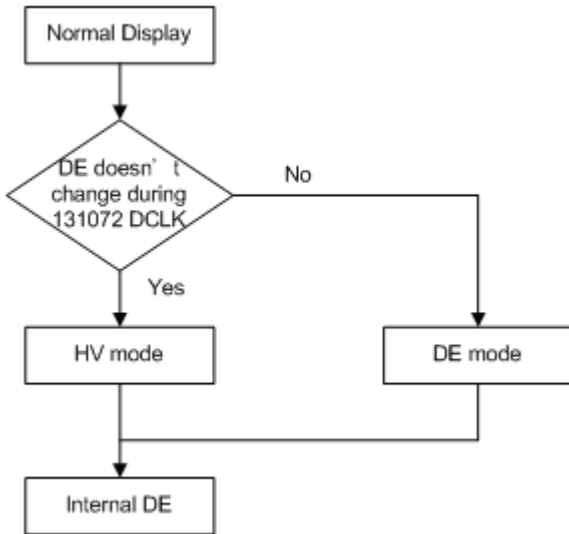 Normal Display
DE doesn’ t
change during
131072 DCLK
No
Yes
HV mode
DE mode
Internal DE